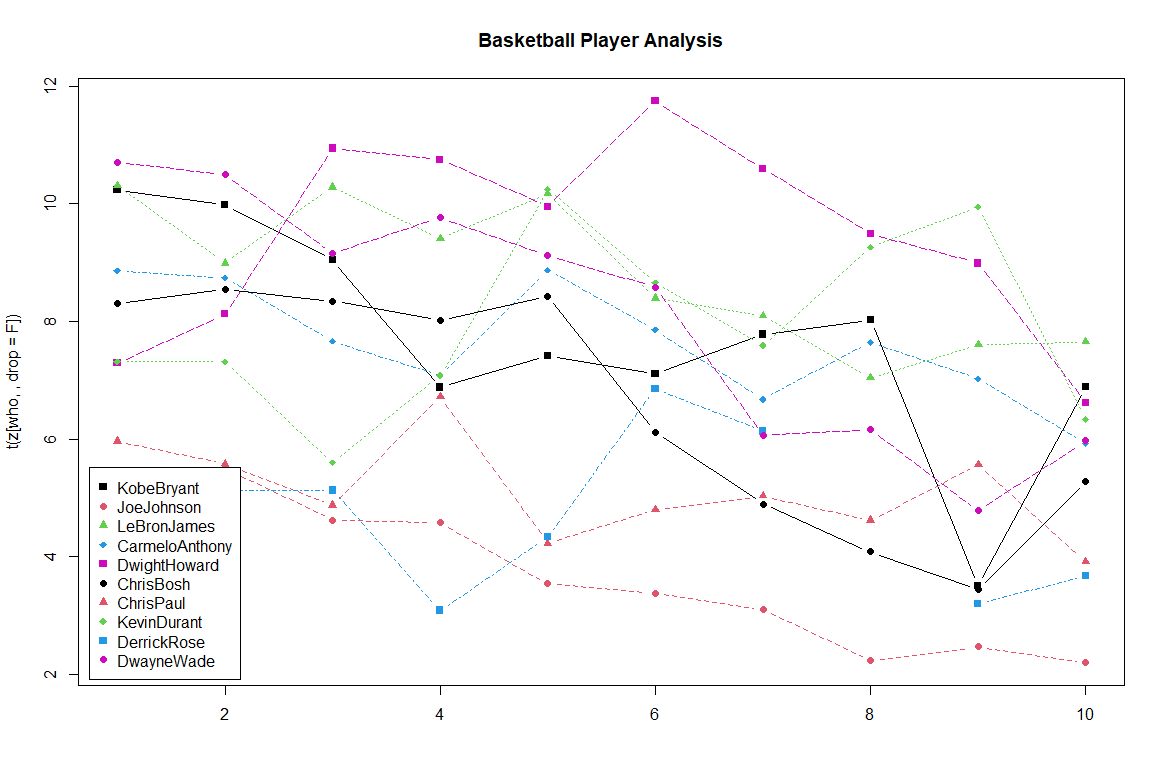 Basketball Player Analysis
t(z[who, , drop = F])
12
10
8
6
4
2
KobeBryant
JoeJohnson
LeBronJames
CarmeloAnthony
DwightHoward
ChrisBosh
ChrisPaul
KevinDurant
DerrickRose
DwayneWade
2 4 6 8 10